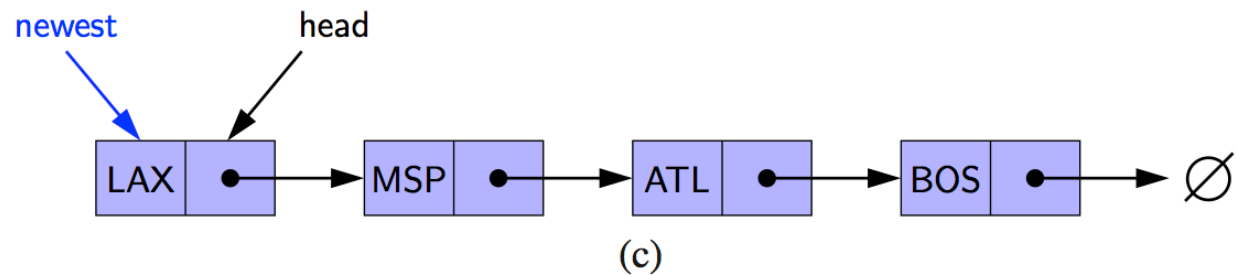 newest head
LAX MSP ATL BOS ∅
(c)